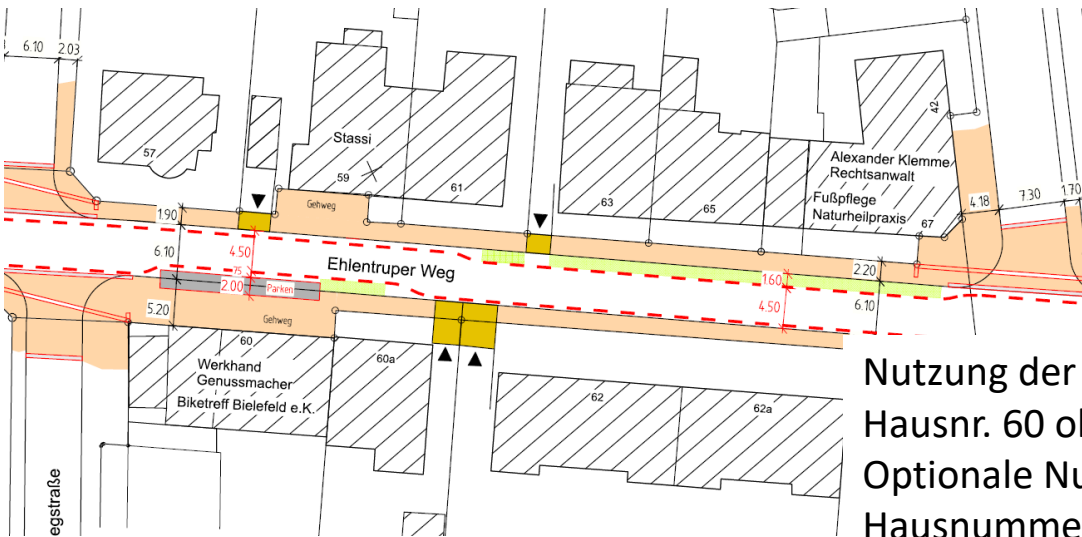 6.10 2.03
57
Stassi
59
61
Gehweg
63
65
42
Alexander Klemme
Rechtsanwalt
Fußpflege
Naturheilpraxis
67
4.18
7.30
1.70
1.90
6.10
4.50
75
2.00
Parken
Ehlentruper Weg
1.60
4.50
2.20
6.10
5.20
Gehweg
60
60a
Werkhand
Genussmacher
Biketreff Bielefeld e.K.
62
62a
egstraße
Nutzung der
Hausnr. 60 o
Optionale Nu
Hausnumme